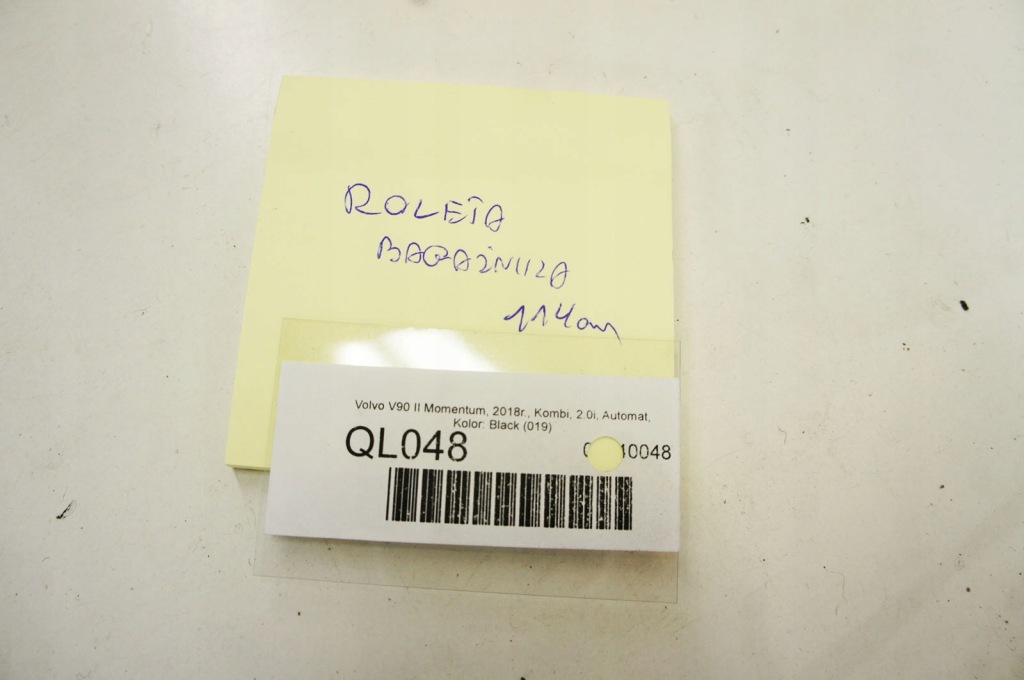 ROLETA
BAGAŻNIKA
114cm
Volvo V90 II Momentum, 2018r., Kombi, 2.0i, Automat,
Kolor: Black (019)
QL048